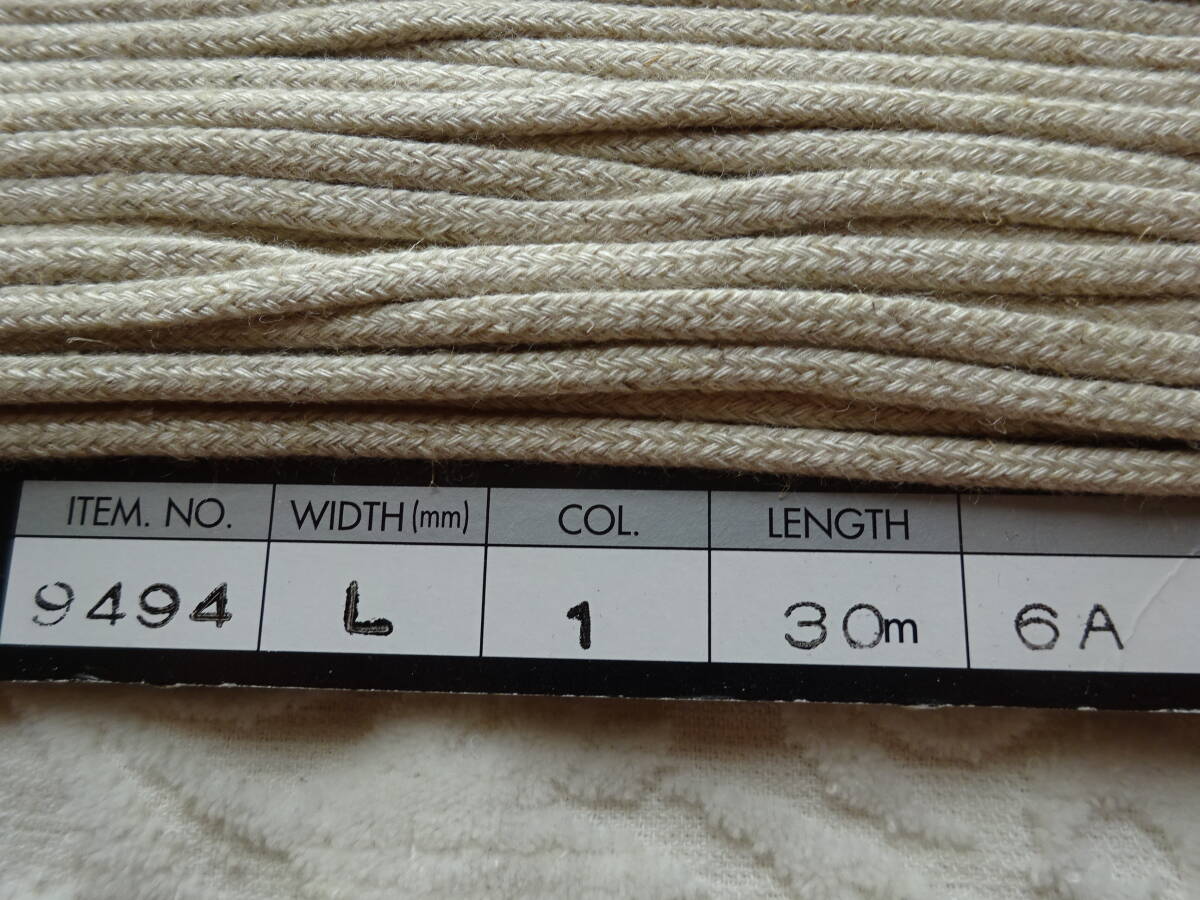 ITEM. NO. WIDTH (mm) COL. LENGTH
9494 L 1 30m 6A